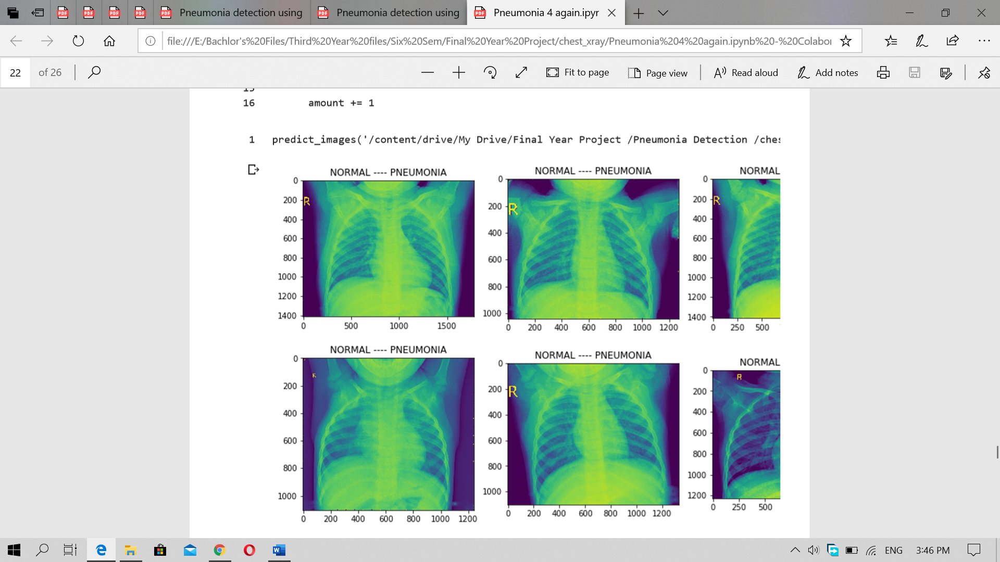 Pneumonia detection using
Pneumonia detection using
Pneumonia 4 again.ipyr
file:///E:/Bachlor's%20Files/Third%20Year%20files/Six%20Sem/Final%20Year%20Project/chest_xray/Pneumonia%204%20again.ipynb%20-%20Colabor
22 of 26
Fit to page
Page view
Read aloud
Add notes
16 amount += 1
1 predict_images('/content/drive/My Drive/Final Year Project /Pneumonia Detection /ches
NORMAL ---- PNEUMONIA
0
200
400
600
800
1000
1200
1400
0 500 1000 1500
R
NORMAL ---- PNEUMONIA
0
200
400
600
800
1000
0 200 400 600 800 1000 1200
R
NORMAL
0
200
400
600
800
1000
1200
1400
0 250 500
R
NORMAL ---- PNEUMONIA
0
200
400
600
800
1000
0 200 400 600 800 1000 1200
NORMAL ---- PNEUMONIA
0
200
400
600
800
1000
0 200 400 600 800 1000 1200
R
NORMAL
0
200
400
600
800
1000
1200
0 250 500
R
ENG
3:46 PM